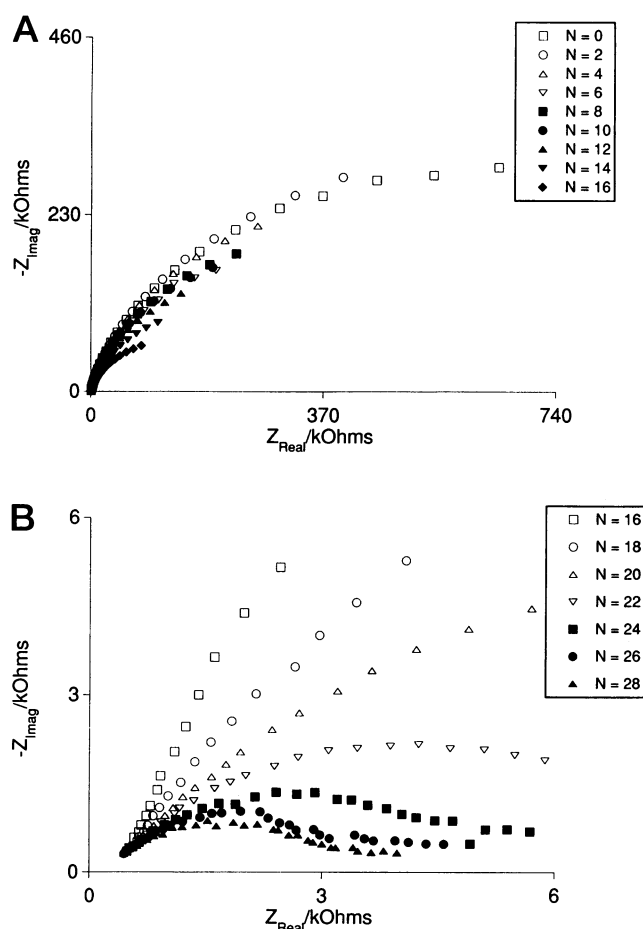 A
460
230
0
-Z_Imag/kOhms
0
370
740
Z_Real/kOhms
N = 0
N = 2
N = 4
N = 6
N = 8
N = 10
N = 12
N = 14
N = 16
B
6
3
0
-Z_Imag/kOhms
0
3
6
Z_Real/kOhms
N = 16
N = 18
N = 20
N = 22
N = 24
N = 26
N = 28